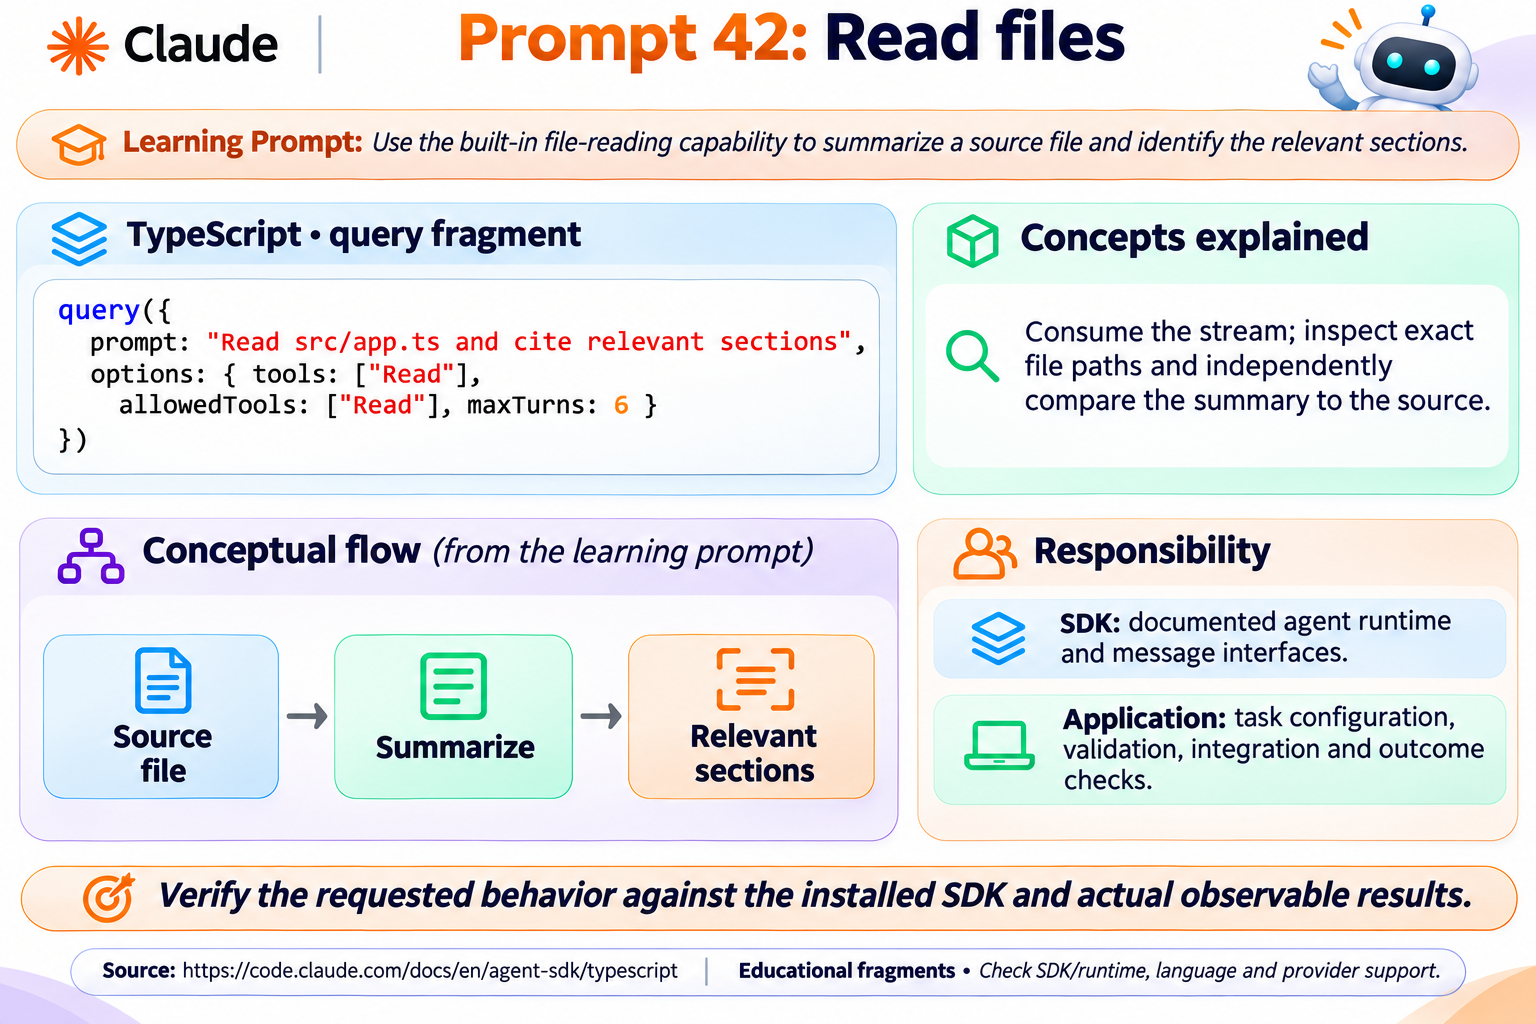 Claude
Prompt 42: Read files
Learning Prompt: Use the built-in file-reading capability to summarize a source file and identify the relevant sections.
TypeScript • query fragment
query({
  prompt: "Read src/app.ts and cite relevant sections",
  options: { tools: ["Read"],
    allowedTools: ["Read"], maxTurns: 6 }
})
Concepts explained
Consume the stream; inspect exact
file paths and independently
compare the summary to the source.
Conceptual flow (from the learning prompt)
Source
file
Summarize
Relevant
sections
Responsibility
SDK: documented agent runtime
and message interfaces.
Application: task configuration,
validation, integration and outcome
checks.
Verify the requested behavior against the installed SDK and actual observable results.
Source: https://code.claude.com/docs/en/agent-sdk/typescript
Educational fragments • Check SDK/runtime, language and provider support.